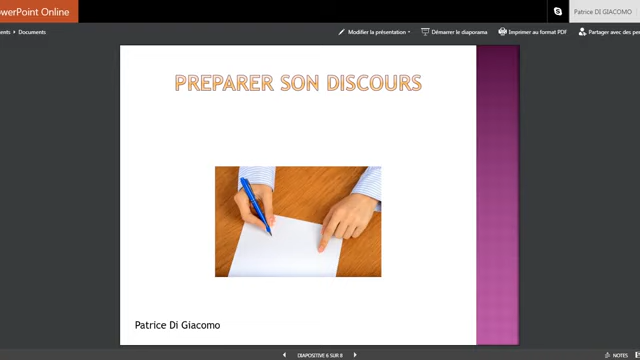 owerPoint Online
Patrice DI GIACOMO
ents ▸ Documents
Modifier la présentation
Démarrer le diaporama
Imprimer au format PDF
Partager avec des per
PREPARER SON DISCOURS
Patrice Di Giacomo
DIAPOSITIVE 6 SUR 8
NOTES